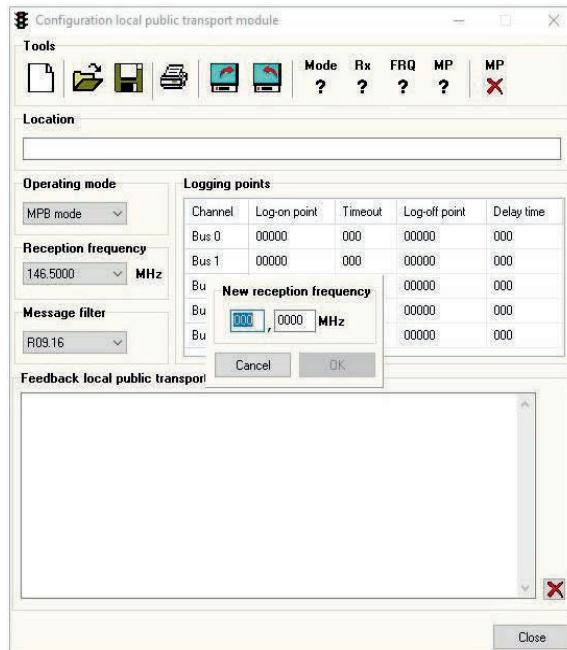 Configuration local public transport module
Tools
Mode Rx FRQ MP MP
? ? ? ?
Location
Operating mode
MPB mode
Reception frequency
146.5000 MHz
Message filter
R09.16
Logging points
Channel Log-on point Timeout Log-off point Delay time
Bus 0 00000 000 00000 000
Bus 1 00000 000 00000 000
Bu 00000 000
Bu 00000 000
Bu 00000 000
New reception frequency
000 , 0000 MHz
Cancel OK
Feedback local public transport
Close